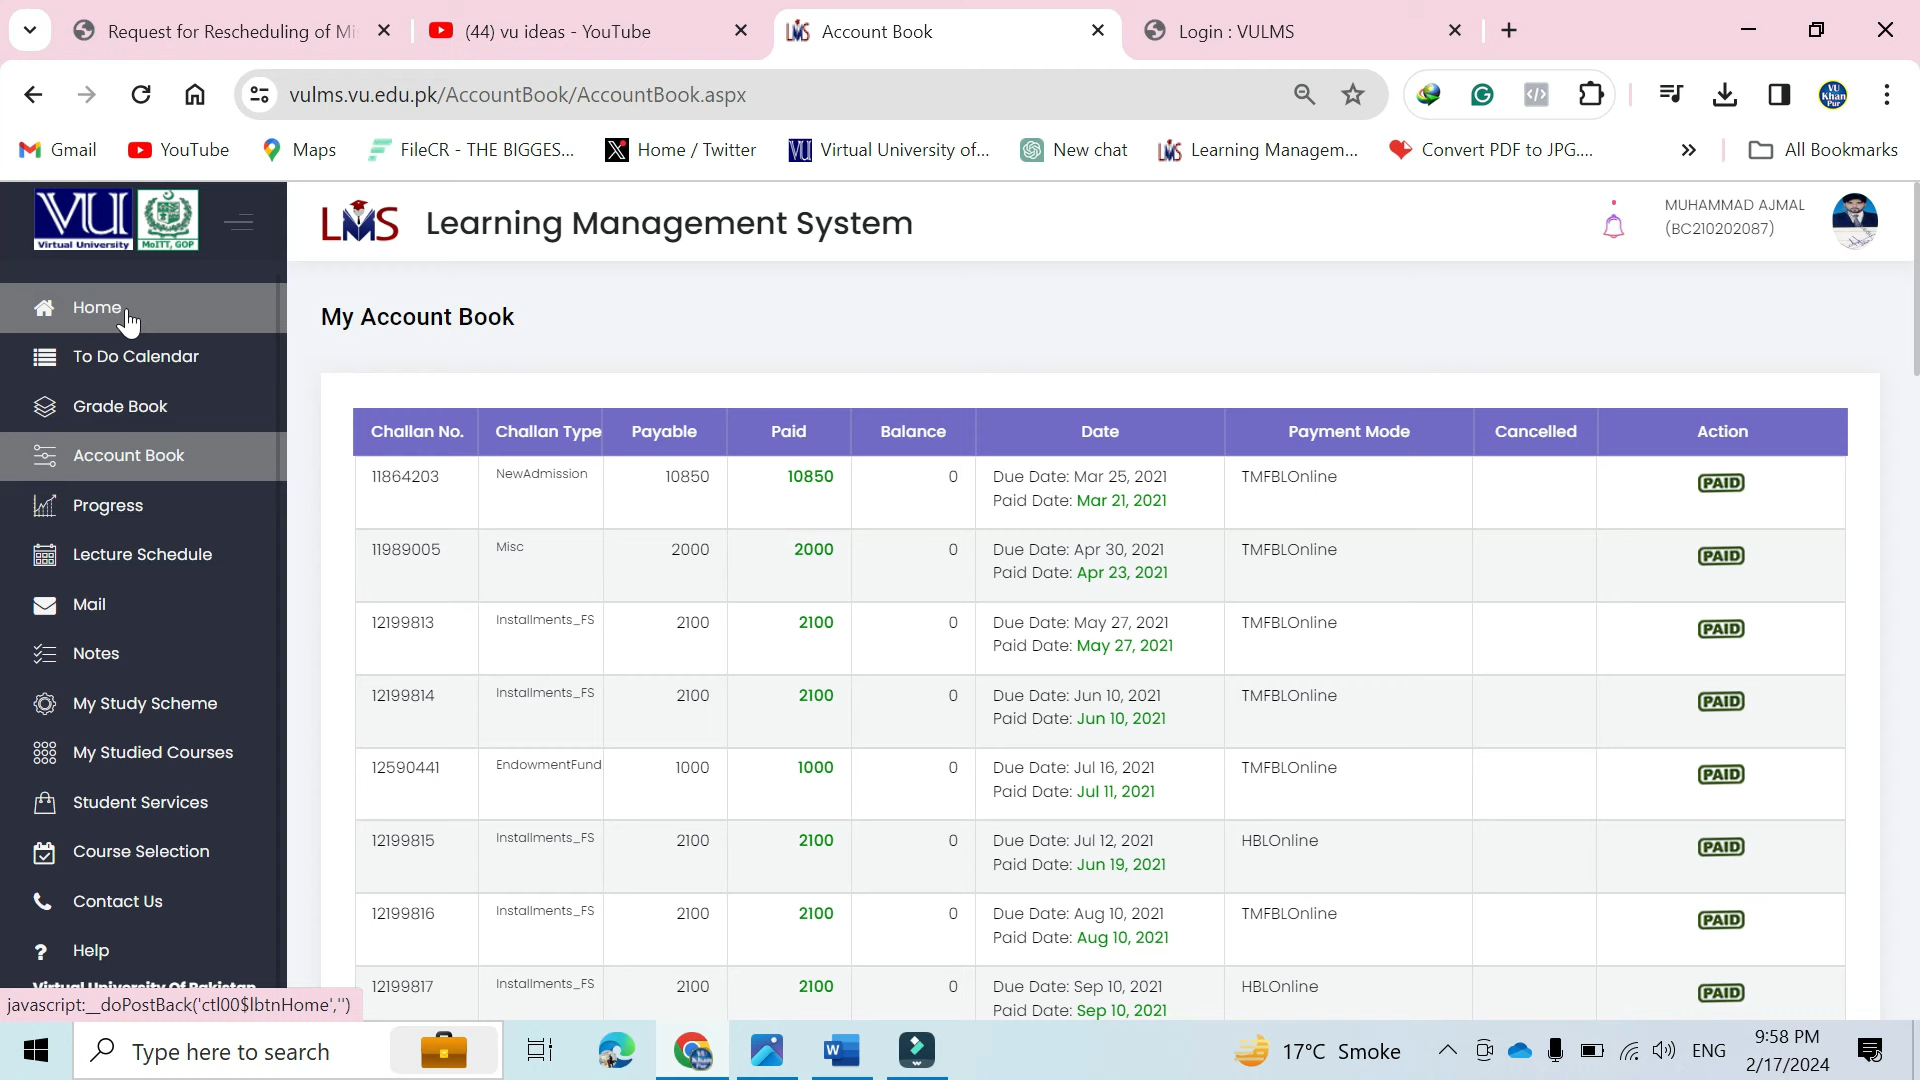 Request for Rescheduling of Mi
(44) vu ideas - YouTube
Account Book
Login : VULMS
vulms.vu.edu.pk/AccountBook/AccountBook.aspx
VU
Khan
Pur
Gmail
YouTube
Maps
FileCR - THE BIGGES...
Home / Twitter
Virtual University of...
New chat
Learning Managem...
Convert PDF to JPG....
»
All Bookmarks
VU
Virtual University
MoITT, GOP
LMS
Learning Management System
MUHAMMAD AJMAL
(BC210202087)
Home
To Do Calendar
Grade Book
Account Book
Progress
Lecture Schedule
Mail
Notes
My Study Scheme
My Studied Courses
Student Services
Course Selection
Contact Us
Help
Virtual University Of Pakistan
javascript:__doPostBack('ctl00$lbtnHome','')
My Account Book
Challan No. Challan Type Payable Paid Balance Date Payment Mode Cancelled Action
11864203 NewAdmission 10850 10850 0 Due Date: Mar 25, 2021 TMFBLOnline PAID
Paid Date: Mar 21, 2021
11989005 Misc 2000 2000 0 Due Date: Apr 30, 2021 TMFBLOnline PAID
Paid Date: Apr 23, 2021
12199813 Installments_FS 2100 2100 0 Due Date: May 27, 2021 TMFBLOnline PAID
Paid Date: May 27, 2021
12199814 Installments_FS 2100 2100 0 Due Date: Jun 10, 2021 TMFBLOnline PAID
Paid Date: Jun 10, 2021
12590441 EndowmentFund 1000 1000 0 Due Date: Jul 16, 2021 TMFBLOnline PAID
Paid Date: Jul 11, 2021
12199815 Installments_FS 2100 2100 0 Due Date: Jul 12, 2021 HBLOnline PAID
Paid Date: Jun 19, 2021
12199816 Installments_FS 2100 2100 0 Due Date: Aug 10, 2021 TMFBLOnline PAID
Paid Date: Aug 10, 2021
12199817 Installments_FS 2100 2100 0 Due Date: Sep 10, 2021 HBLOnline PAID
Paid Date: Sep 10, 2021
Type here to search
17°C Smoke
ENG
9:58 PM
2/17/2024